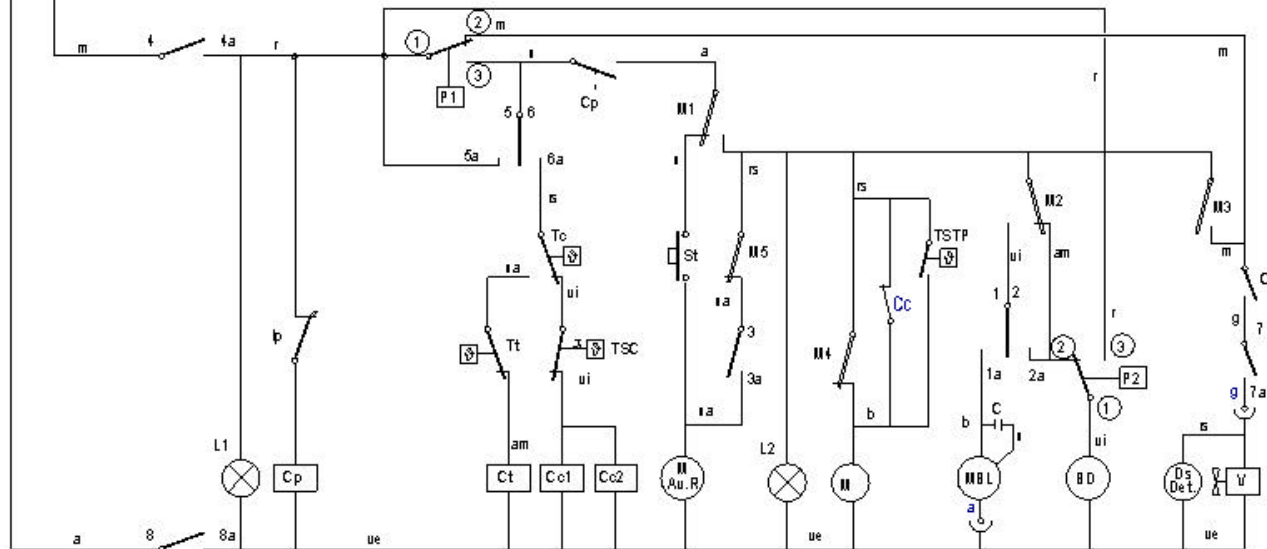 2 m
m 4 4a r 1 m
3 a
P1 Cp r
M1
5 6
5a 6a
rs rs M2 M3
Tc St M5 TSTP am m
ui ui
Cc 1 2
g 7
Ip Tt TSC M4 3 r
ui 2 3
3a 1a 2a P2 g 7a
1
b b C ui rs
L1 am L2
Cp Ct Cc1 Cc2 M Au.R M MBL BD Ds Det. V
a
a 8 8a ue ue ue